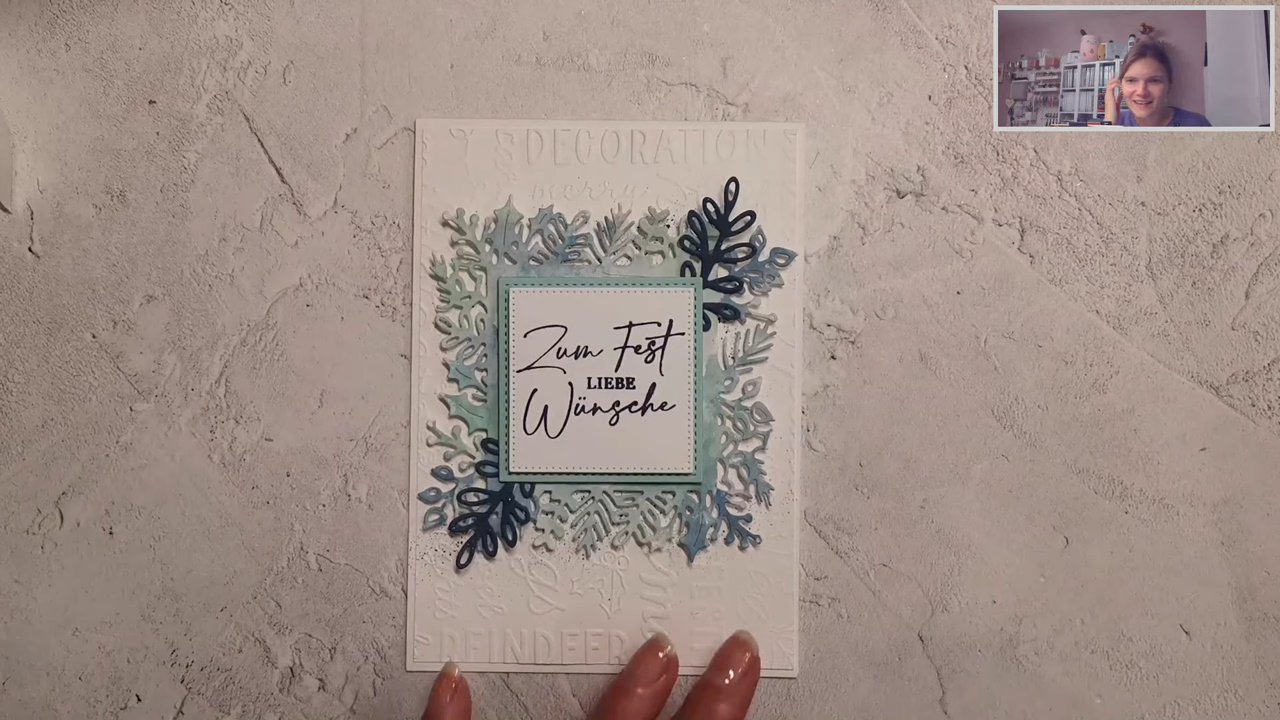 DECORATION
merry
Zum Fest
LIEBE
Wünsche
REINDEER